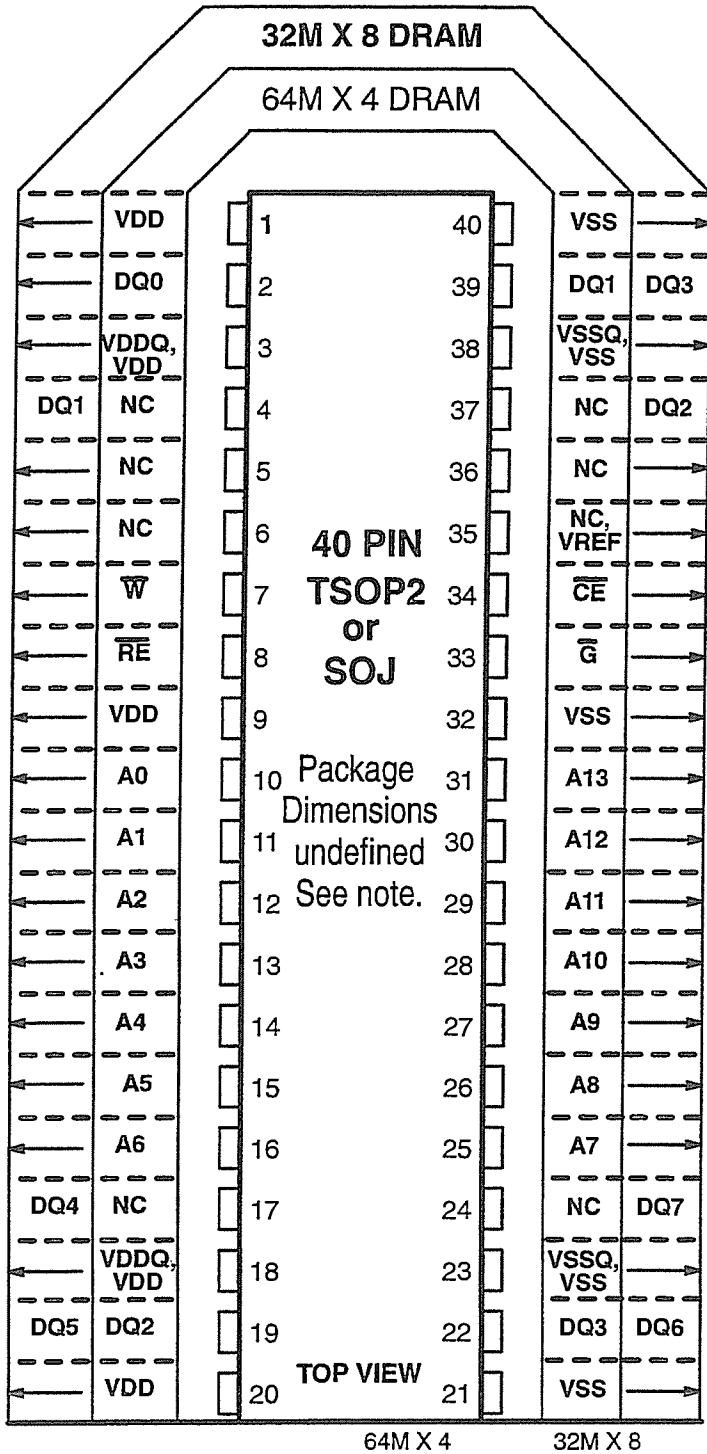 32M X 8 DRAM
64M X 4 DRAM
VDD 1 40 VSS
DQ0 2 39 DQ1 DQ3
VDDQ, VDD 3 38 VSSQ, VSS
DQ1 NC 4 37 NC DQ2
NC 5 36 NC
NC 6 35 NC, VREF
W̅ 7 34 C̅E̅
R̅E̅ 8 33 G̅
VDD 9 32 VSS
A0 10 31 A13
A1 11 30 A12
A2 12 29 A11
A3 13 28 A10
A4 14 27 A9
A5 15 26 A8
A6 16 25 A7
DQ4 NC 17 24 NC DQ7
VDDQ, VDD 18 23 VSSQ, VSS
DQ5 DQ2 19 22 DQ3 DQ6
VDD 20 21 VSS
40 PIN
TSOP2
or
SOJ
Package
Dimensions
undefined
See note.
TOP VIEW
64M X 4 32M X 8